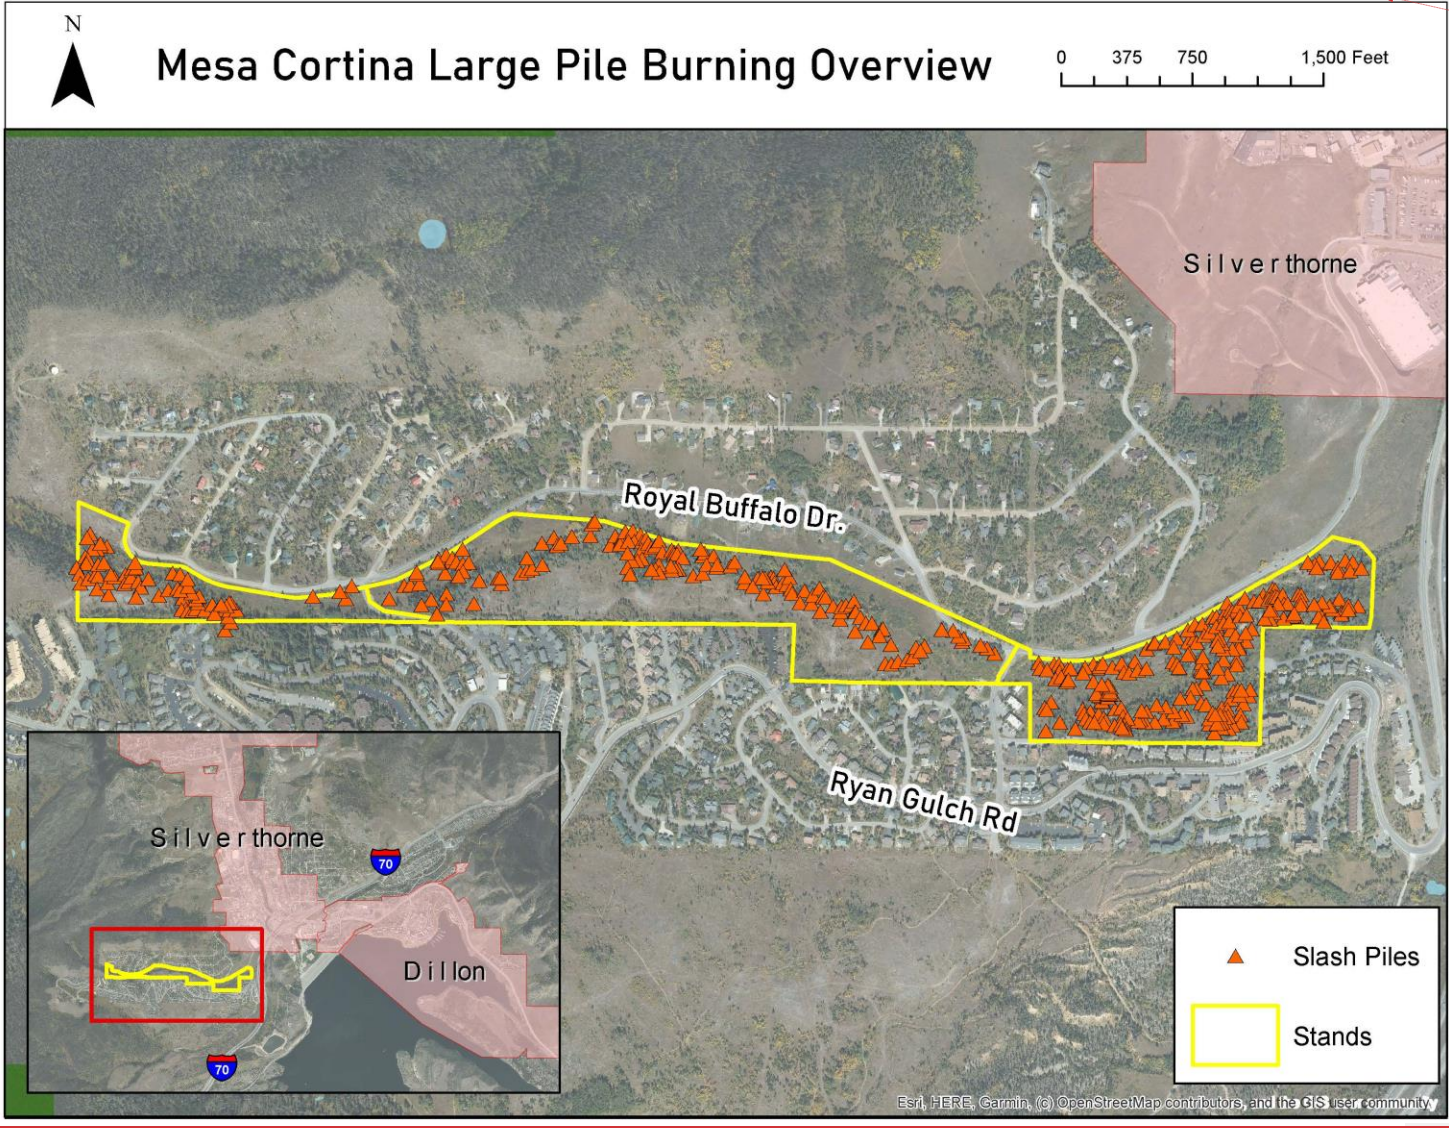 N
Mesa Cortina Large Pile Burning Overview
0 375 750 1,500 Feet
Silverthorne
Royal Buffalo Dr.
Ryan Gulch Rd
Silverthorne
70
Dillon
70
Slash Piles
Stands
Esri, HERE, Garmin, (c) OpenStreetMap contributors, and the GIS user community